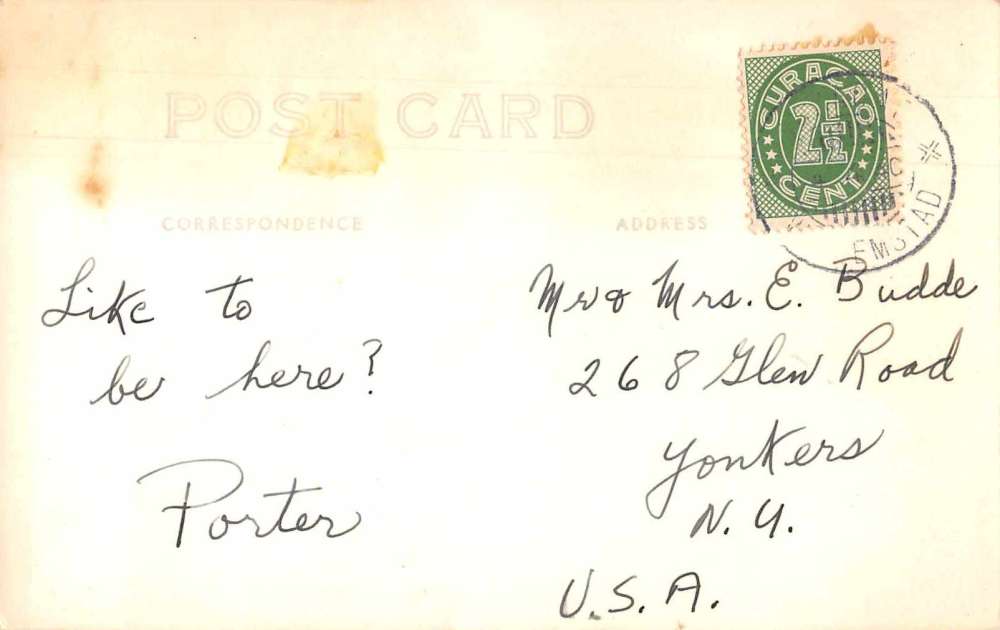 POST CARD
CORRESPONDENCE
ADDRESS
CURAÇAO
2½
CENT
EMSTAD
Like to
be here?
Porter
Mr & Mrs. E. Budde
268 Glen Road
Yonkers
N.Y.
U.S.A.